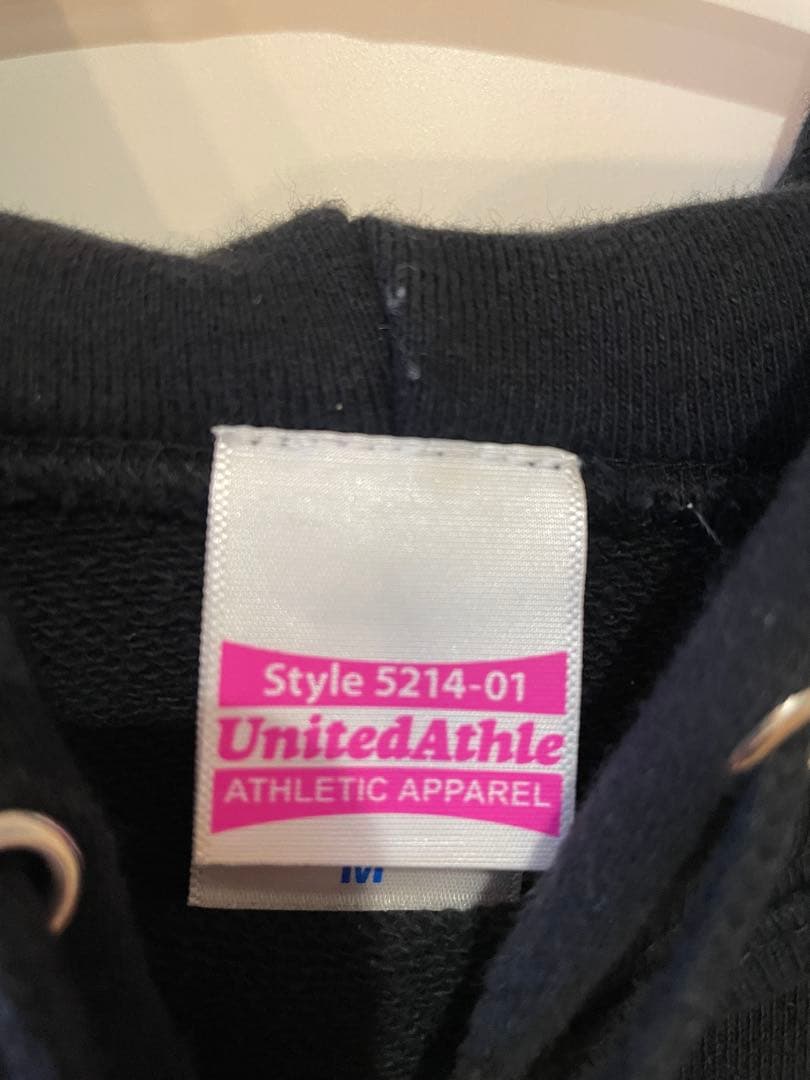 Style 5214-01
UnitedAthle
ATHLETIC APPAREL
M